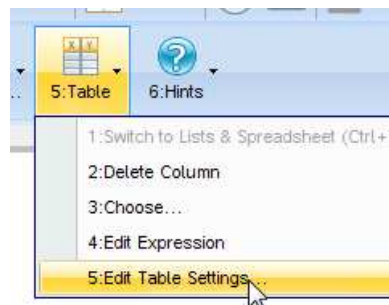 5:Table
6:Hints
1:Switch to Lists & Spreadsheet (Ctrl+
2:Delete Column
3:Choose...
4:Edit Expression
5:Edit Table Settings...